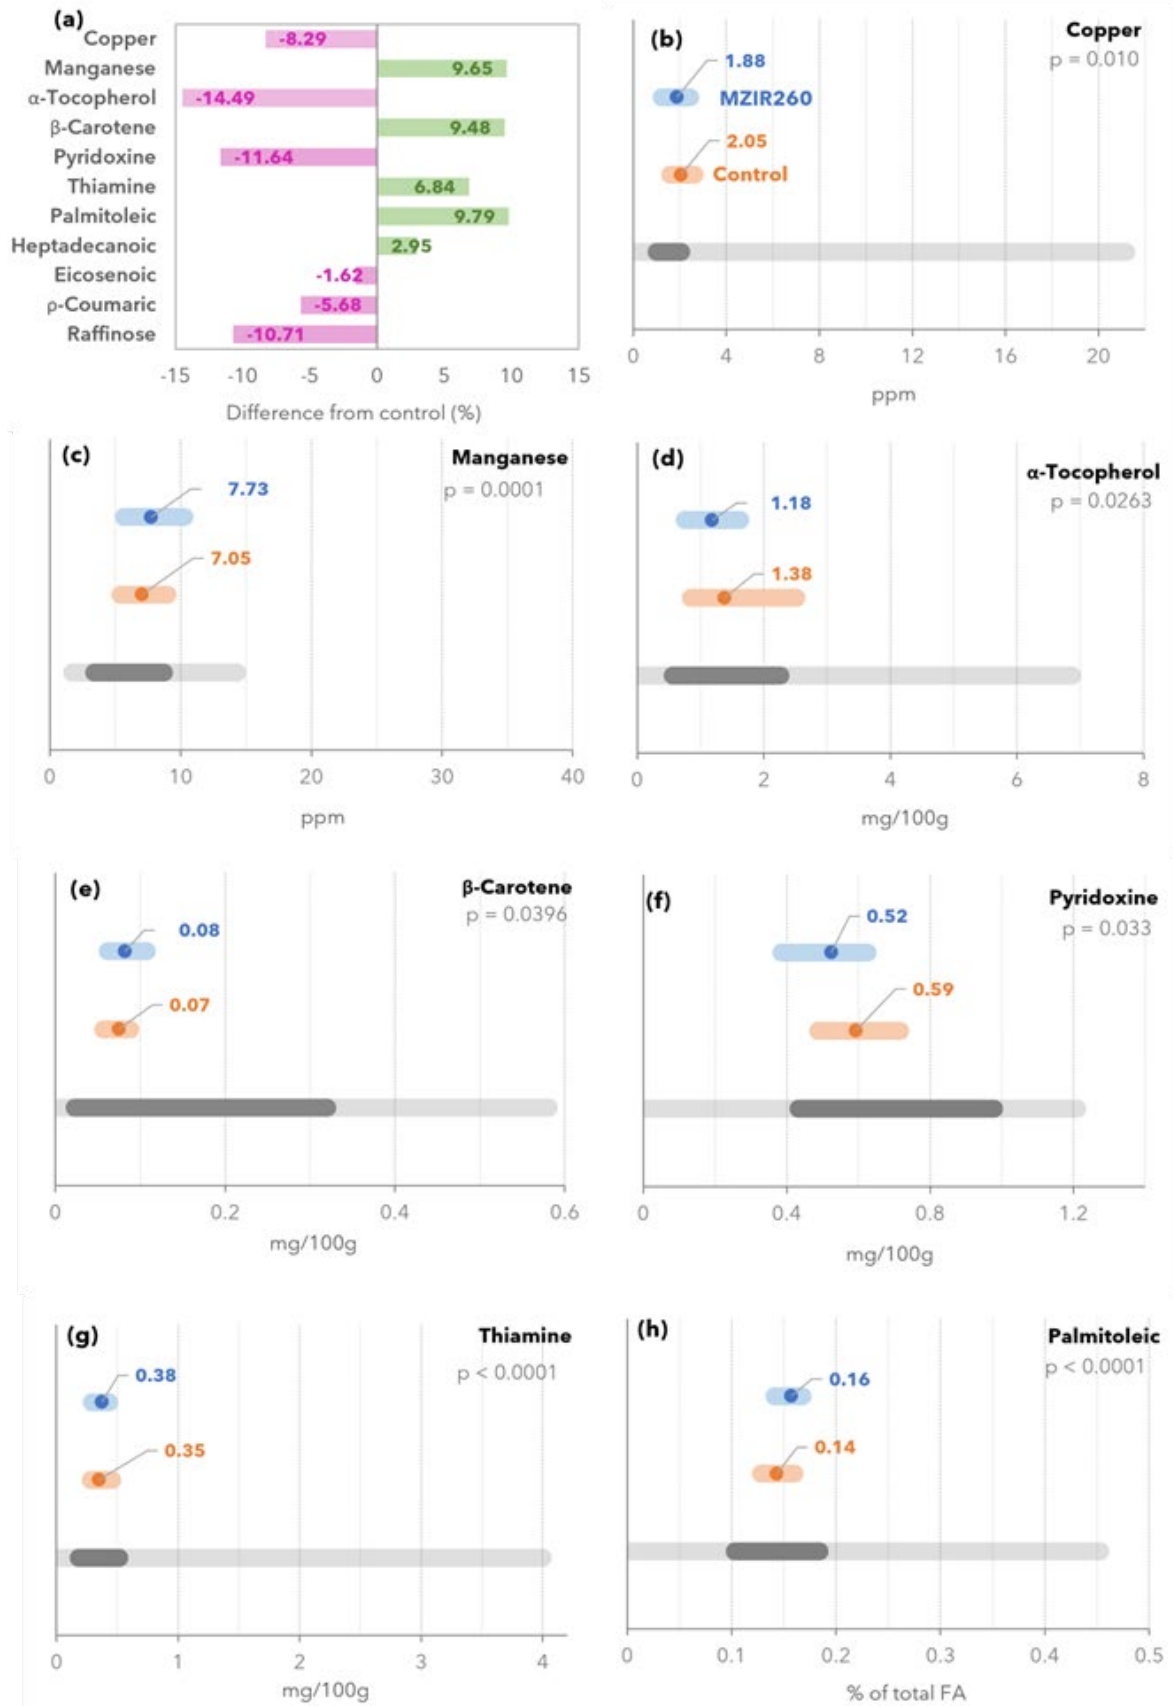 (a)
Copper -8.29
Manganese 9.65
α-Tocopherol -14.49
β-Carotene 9.48
Pyridoxine -11.64
Thiamine 6.84
Palmitoleic 9.79
Heptadecanoic 2.95
Eicosenoic -1.62
ρ-Coumaric -5.68
Raffinose -10.71
-15 -10 -5 0 5 10 15
Difference from control (%)
(b) Copper
p = 0.010
1.88
MZIR260
2.05
Control
0 4 8 12 16 20
ppm
(c) Manganese
p = 0.0001
7.73
7.05
0 10 20 30 40
ppm
(d) α-Tocopherol
p = 0.0263
1.18
1.38
0 2 4 6 8
mg/100g
(e) β-Carotene
p = 0.0396
0.08
0.07
0 0.2 0.4 0.6
mg/100g
(f) Pyridoxine
p = 0.033
0.52
0.59
0 0.4 0.8 1.2
mg/100g
(g) Thiamine
p < 0.0001
0.38
0.35
0 1 2 3 4
mg/100g
(h) Palmitoleic
p < 0.0001
0.16
0.14
0 0.1 0.2 0.3 0.4 0.5
% of total FA